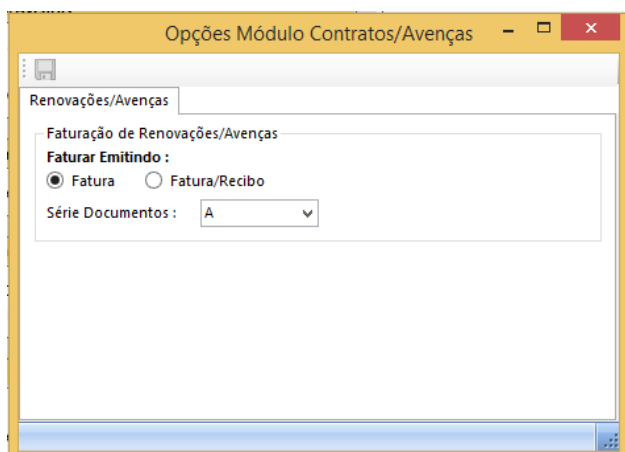 Opções Módulo Contratos/Avenças
Renovações/Avenças
Faturação de Renovações/Avenças
Faturar Emitindo :
Fatura Fatura/Recibo
Série Documentos : A